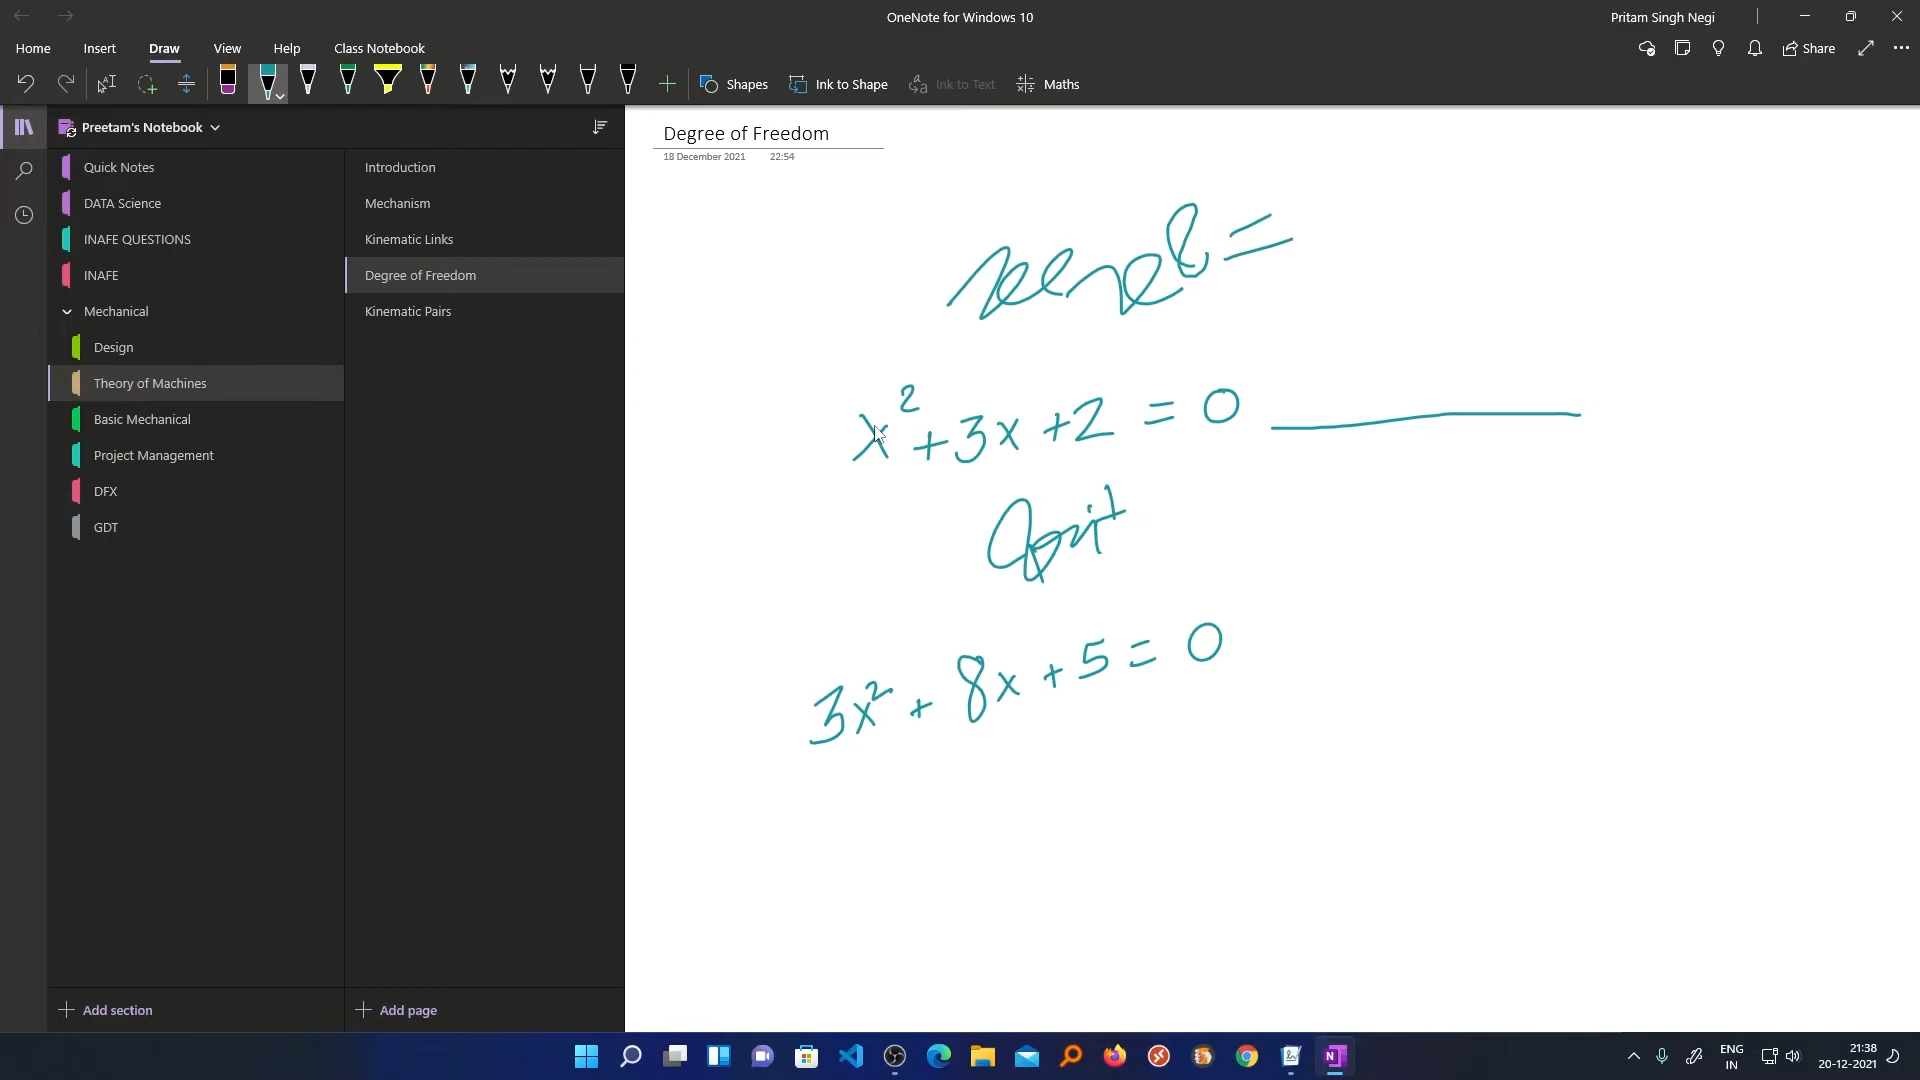 OneNote for Windows 10
Pritam Singh Negi
Home Insert Draw View Help Class Notebook
Share
Shapes Ink to Shape Ink to Text Maths
Preetam's Notebook
Quick Notes
DATA Science
INAFE QUESTIONS
INAFE
Mechanical
Design
Theory of Machines
Basic Mechanical
Project Management
DFX
GDT
Add section
Introduction
Mechanism
Kinematic Links
Degree of Freedom
Kinematic Pairs
Add page
Degree of Freedom
18 December 2021 22:54
x² + 3x + 2 = 0
3x² + 8x + 5 = 0
ENG
IN
21:38
20-12-2021